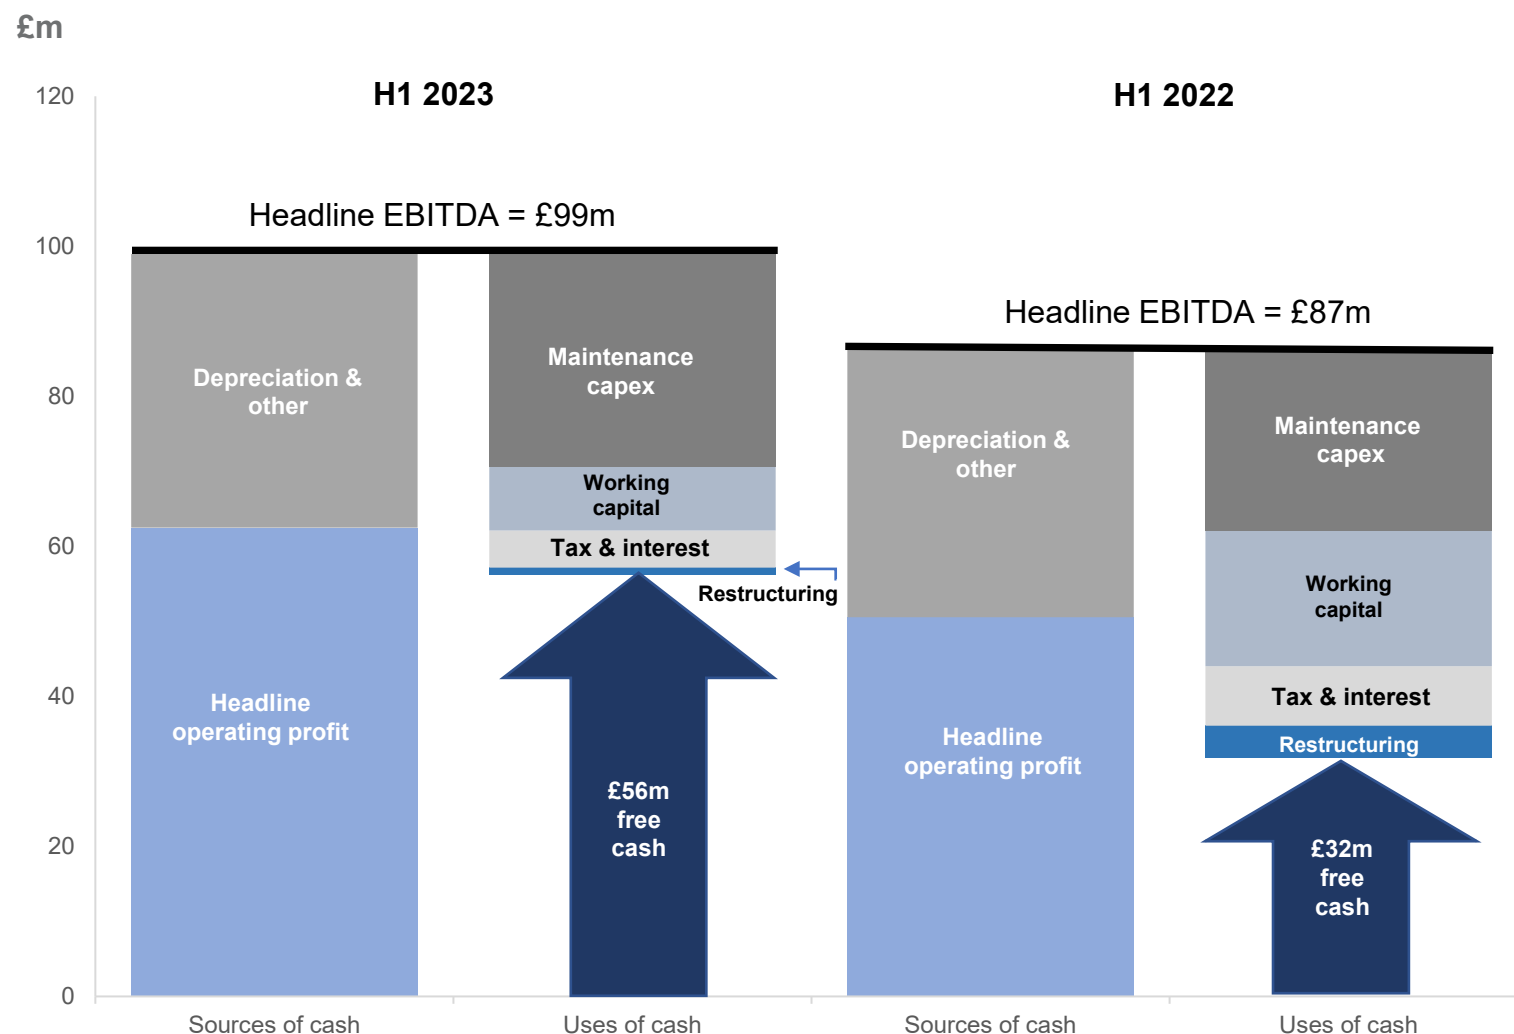 £m
H1 2023
H1 2022
120
100
80
60
40
20
0
Headline EBITDA = £99m
Headline EBITDA = £87m
Depreciation &
other
Headline
operating profit
Maintenance
capex
Working
capital
Tax & interest
Restructuring
£56m
free
cash
Depreciation &
other
Headline
operating profit
Maintenance
capex
Working
capital
Tax & interest
Restructuring
£32m
free
cash
Sources of cash
Uses of cash
Sources of cash
Uses of cash